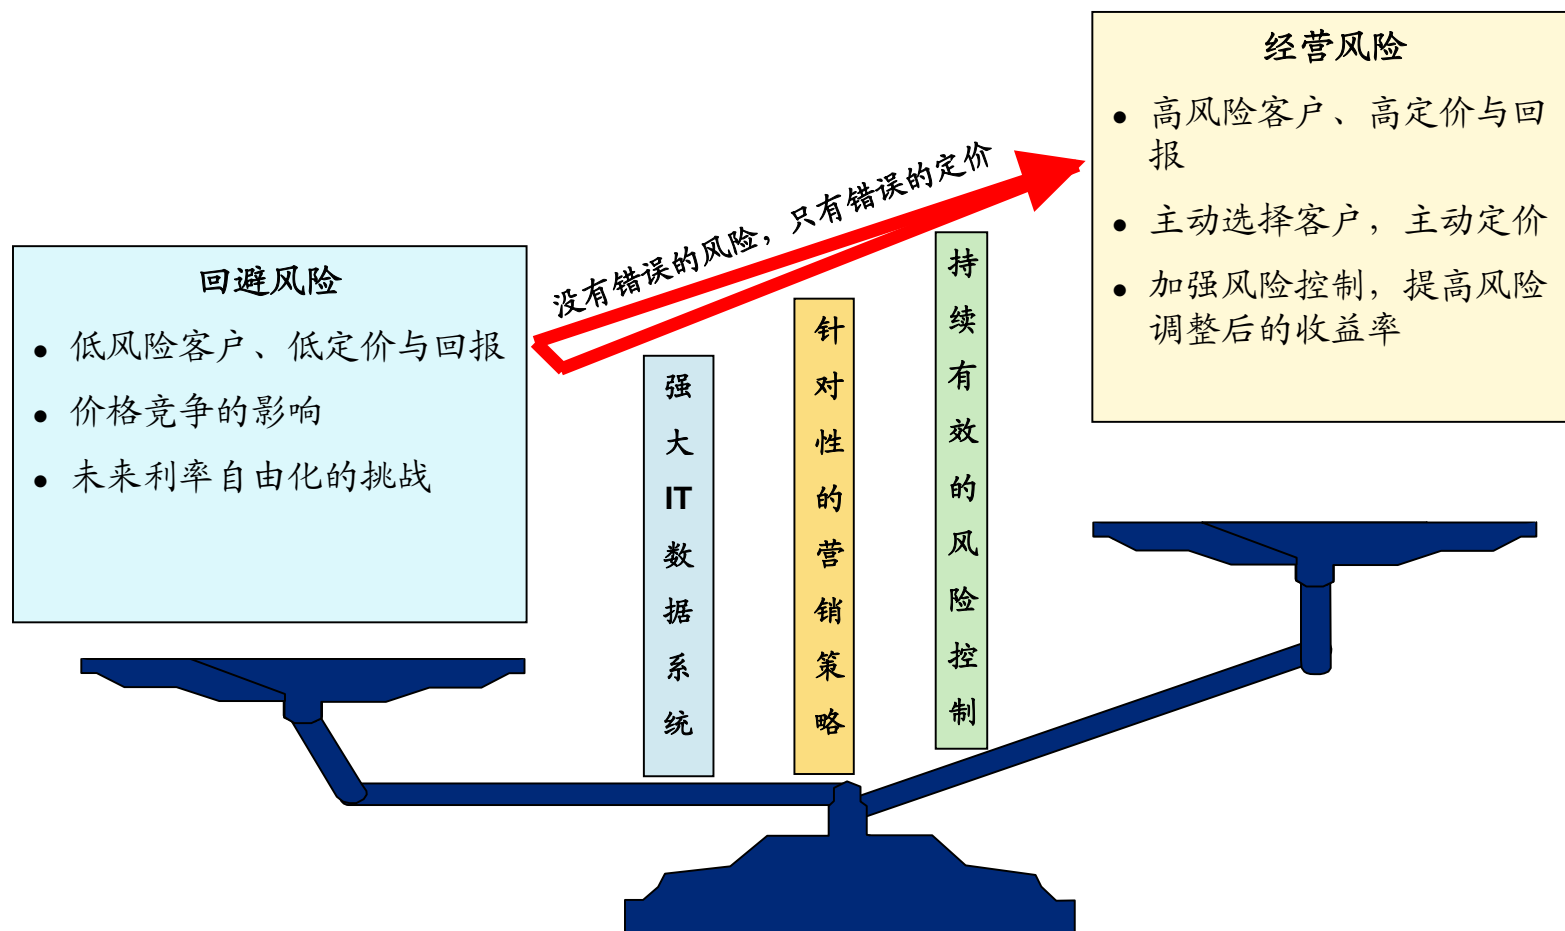 经营风险
● 高风险客户、高定价与回
报
● 主动选择客户，主动定价
● 加强风险控制，提高风险
调整后的收益率
没有错误的风险，只有错误的定价
回避风险
● 低风险客户、低定价与回报
● 价格竞争的影响
● 未来利率自由化的挑战
强大IT数据系统
针对性的营销策略
持续有效的风险控制